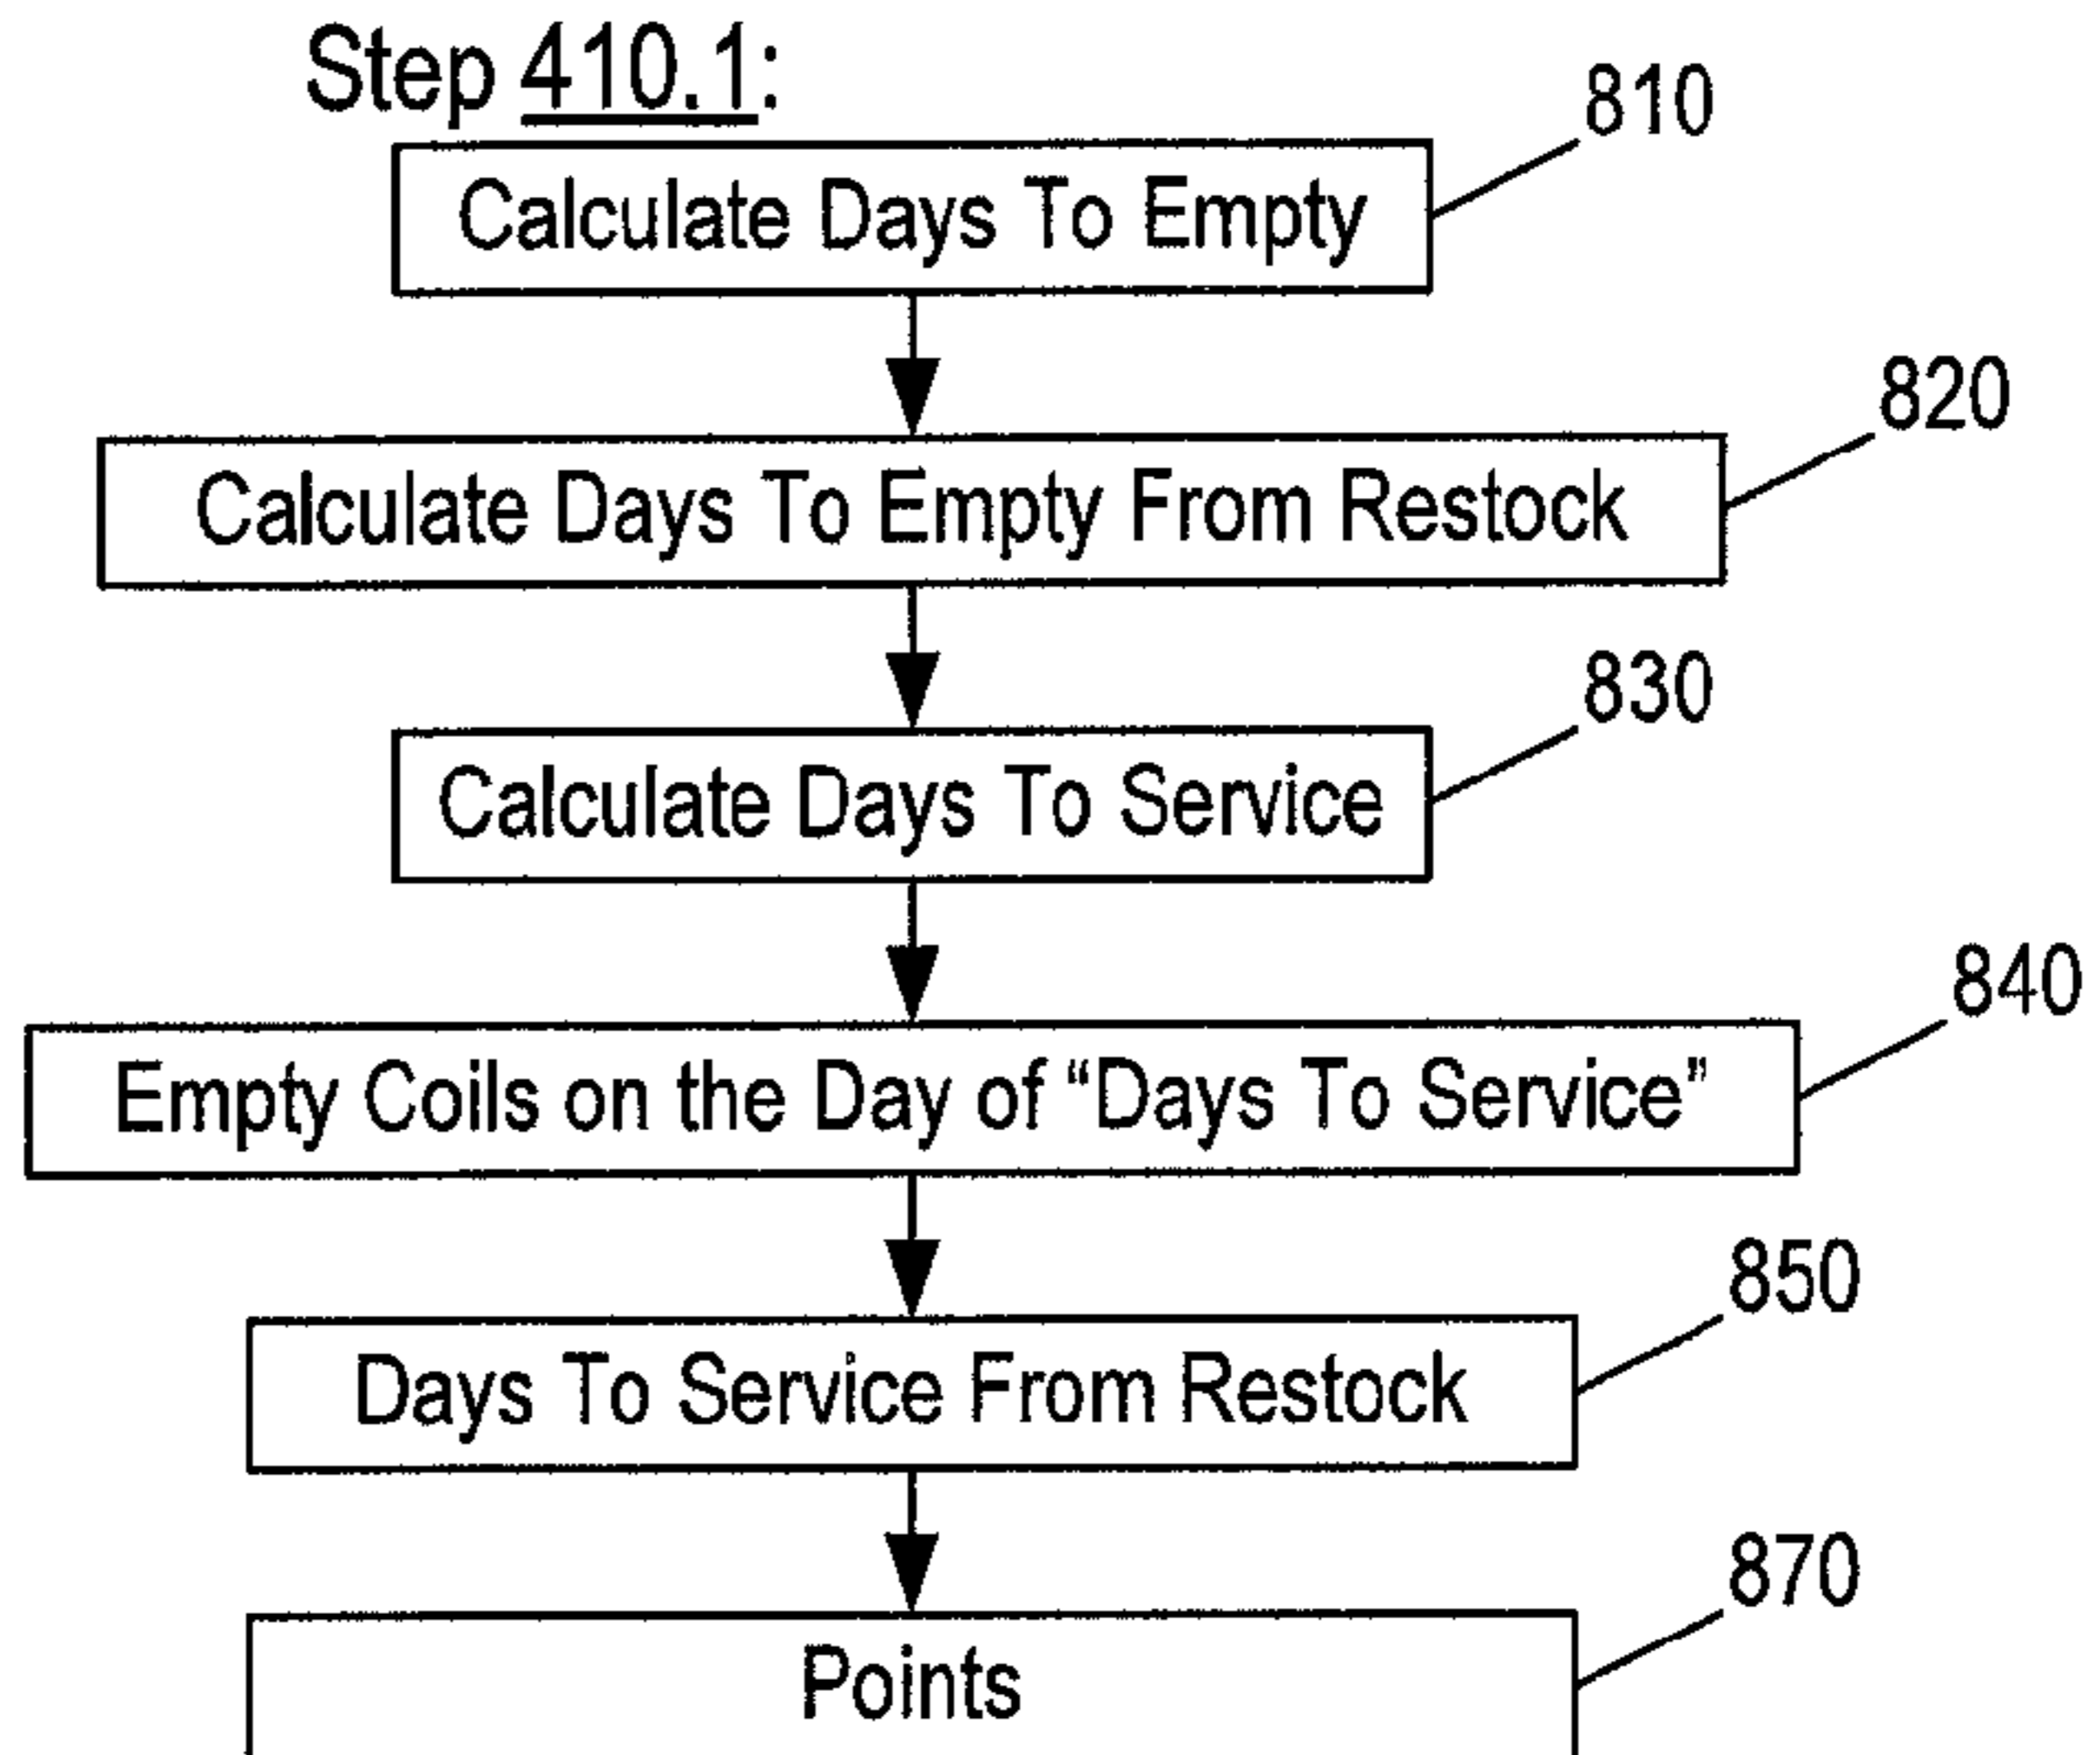 Step 410.1:
810
Calculate Days To Empty
820
Calculate Days To Empty From Restock
830
Calculate Days To Service
840
Empty Coils on the Day of “Days To Service”
850
Days To Service From Restock
870
Points